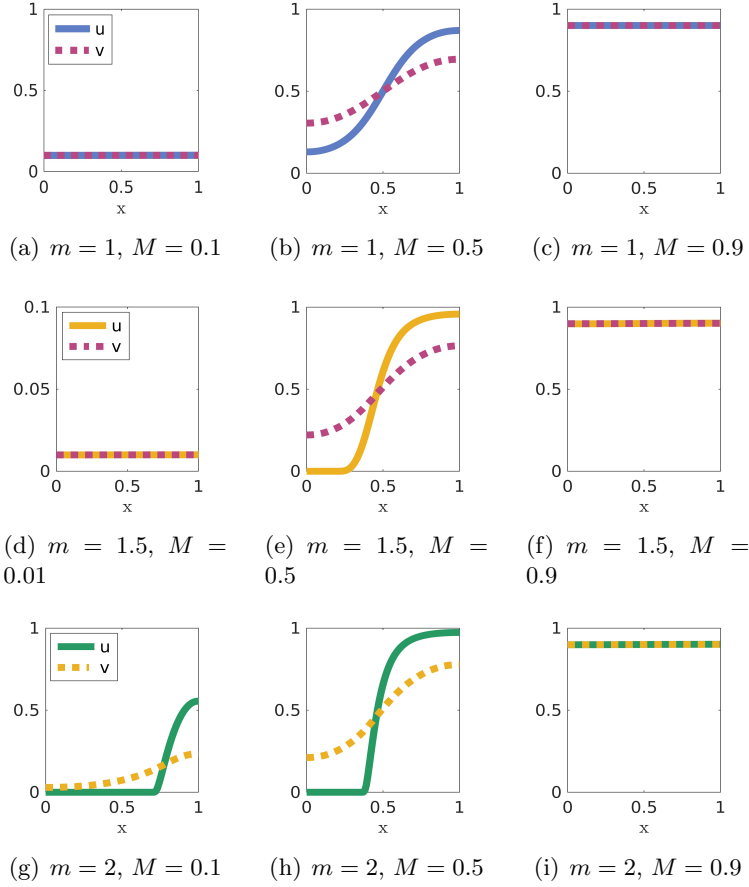 1
u
v
0.5
0
0
0.5
1
x
1
0.5
0
0
0.5
1
x
1
0.5
0
0
0.5
1
x
(a) m = 1, M = 0.1
(b) m = 1, M = 0.5
(c) m = 1, M = 0.9
0.1
u
v
0.05
0
0
0.5
1
x
1
0.5
0
0
0.5
1
x
1
0.5
0
0
0.5
1
x
(d) m = 1.5, M =
0.01
(e) m = 1.5, M =
0.5
(f) m = 1.5, M =
0.9
1
u
v
0.5
0
0
0.5
1
x
1
0.5
0
0
0.5
1
x
1
0.5
0
0
0.5
1
x
(g) m = 2, M = 0.1
(h) m = 2, M = 0.5
(i) m = 2, M = 0.9